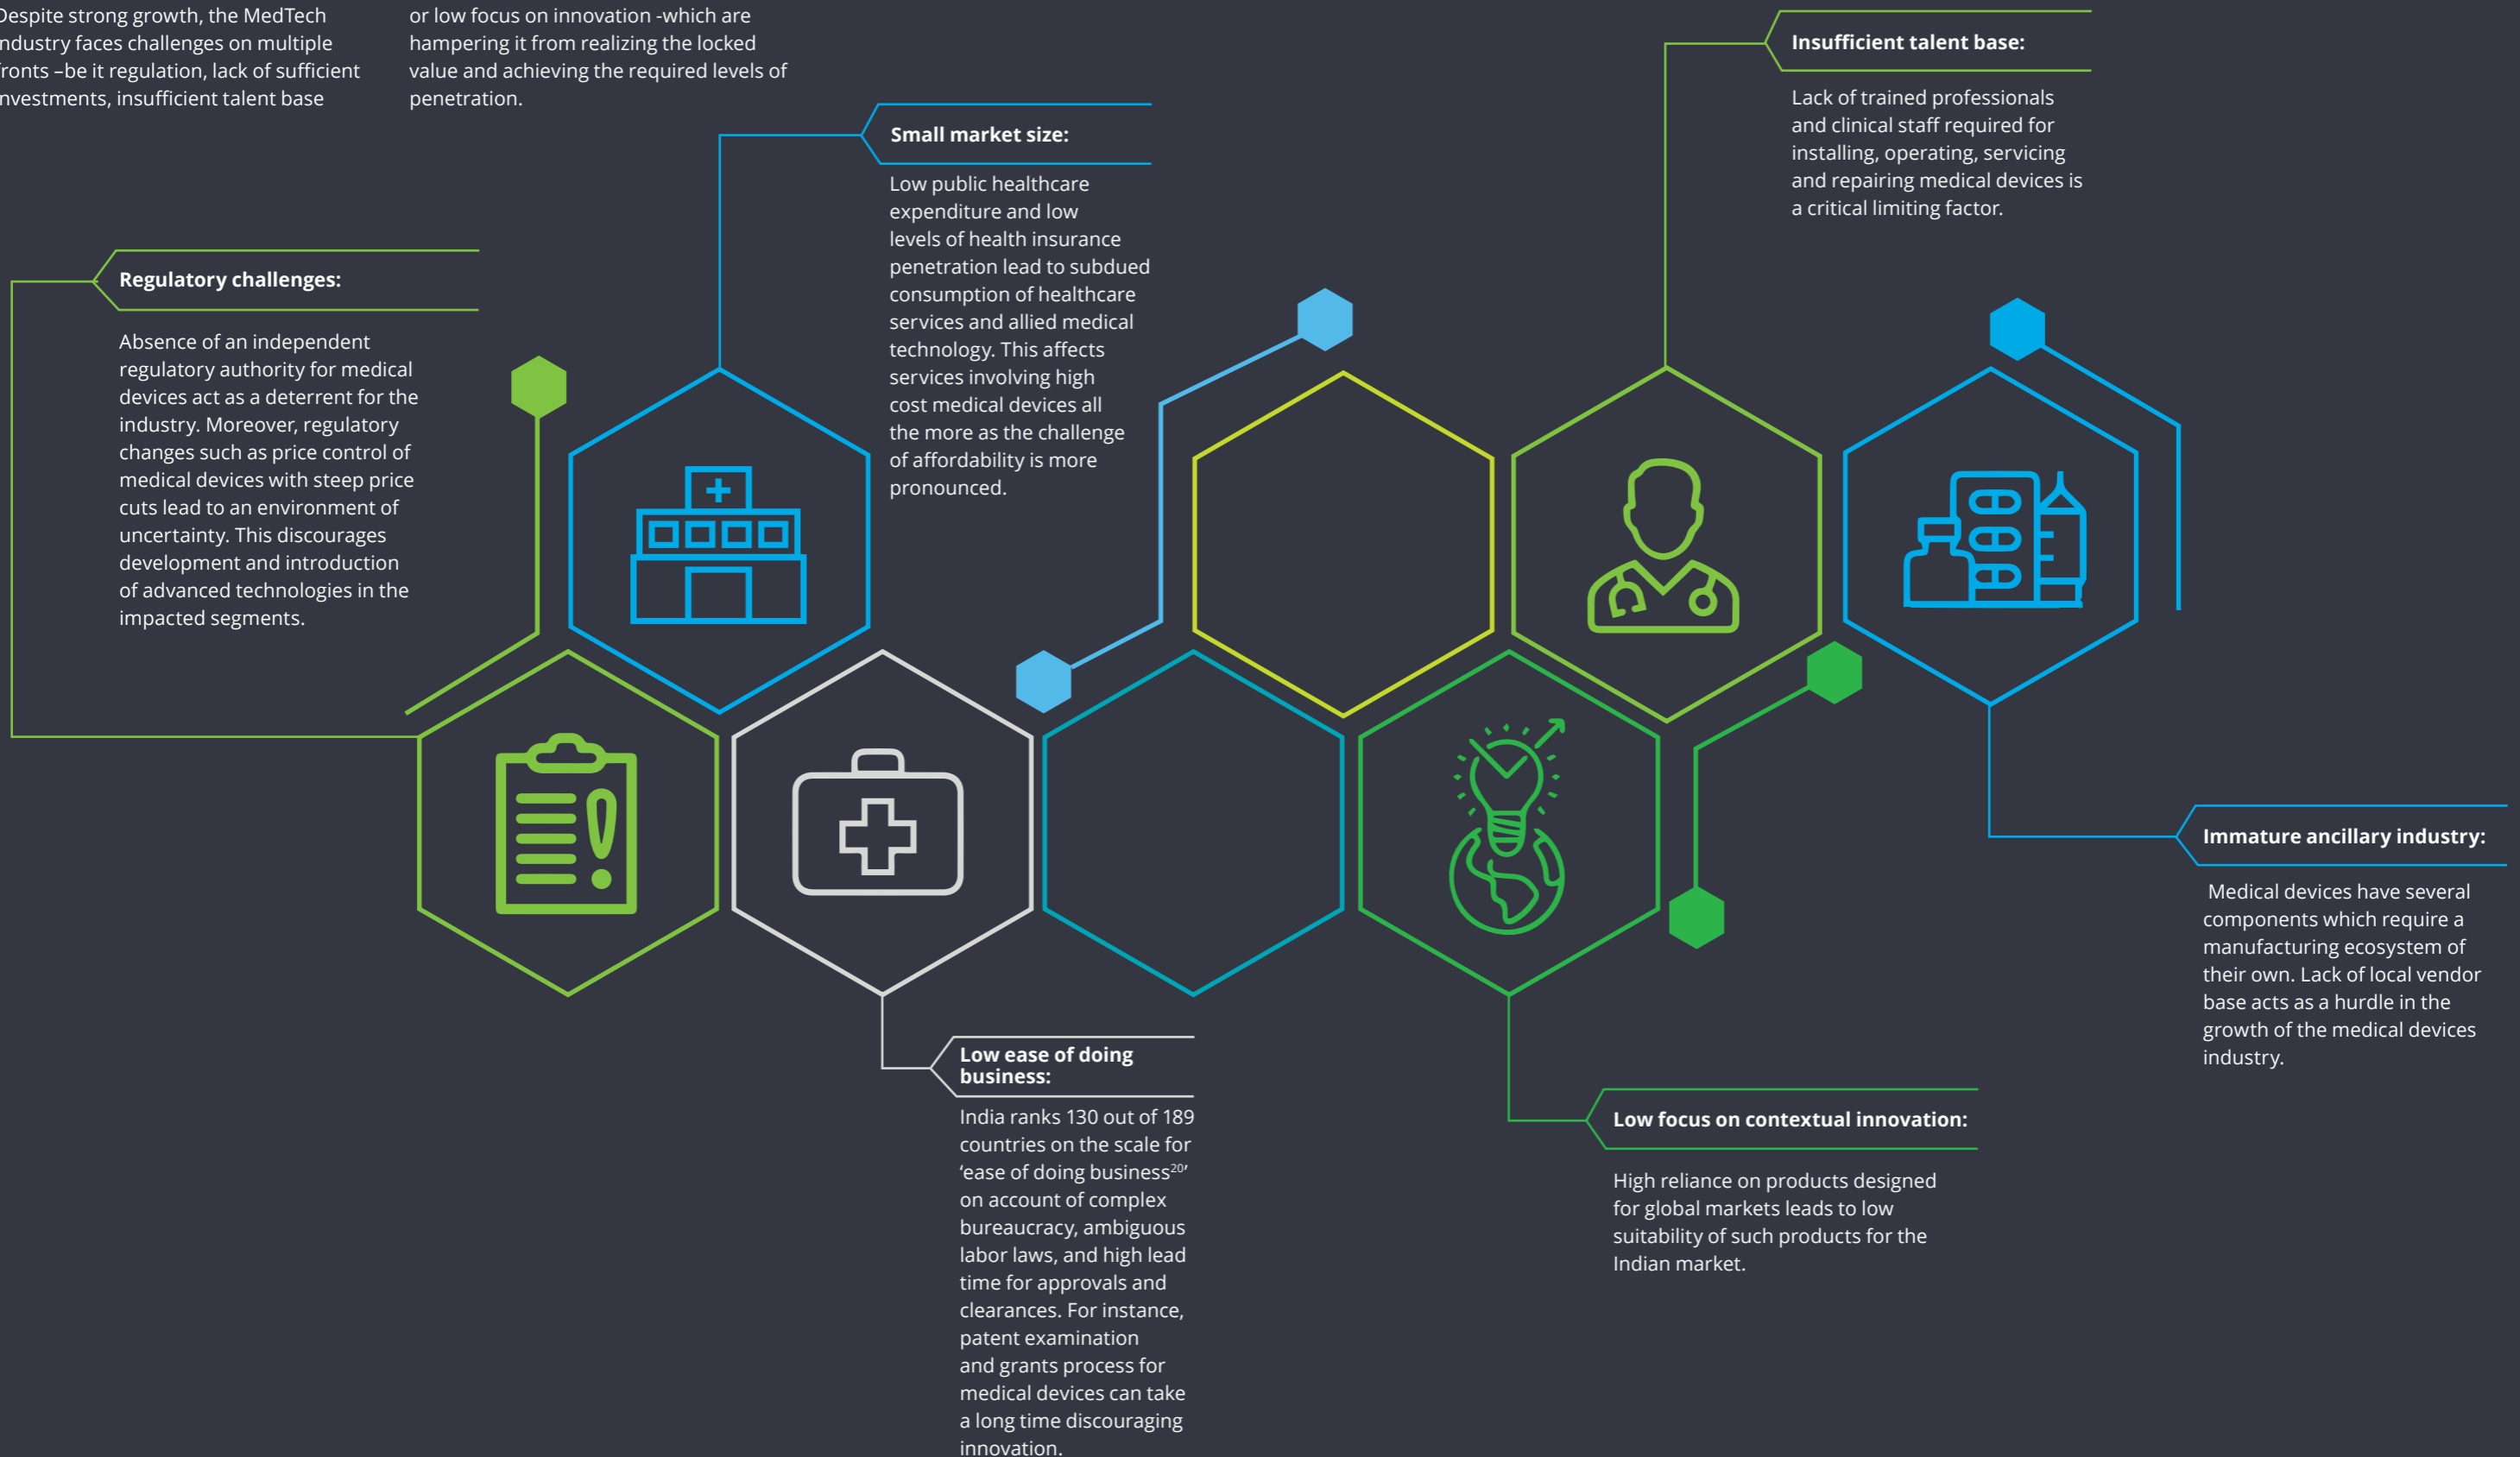 Despite strong growth, the MedTech
industry faces challenges on multiple
fronts –be it regulation, lack of sufficient
investments, insufficient talent base
or low focus on innovation -which are
hampering it from realizing the locked
value and achieving the required levels of
penetration.
Regulatory challenges:
Absence of an independent
regulatory authority for medical
devices act as a deterrent for the
industry. Moreover, regulatory
changes such as price control of
medical devices with steep price
cuts lead to an environment of
uncertainty. This discourages
development and introduction
of advanced technologies in the
impacted segments.
Small market size:
Low public healthcare
expenditure and low
levels of health insurance
penetration lead to subdued
consumption of healthcare
services and allied medical
technology. This affects
services involving high
cost medical devices all
the more as the challenge
of affordability is more
pronounced.
Low ease of doing
business:
India ranks 130 out of 189
countries on the scale for
‘ease of doing business²⁰’
on account of complex
bureaucracy, ambiguous
labor laws, and high lead
time for approvals and
clearances. For instance,
patent examination
and grants process for
medical devices can take
a long time discouraging
innovation.
Insufficient talent base:
Lack of trained professionals
and clinical staff required for
installing, operating, servicing
and repairing medical devices is
a critical limiting factor.
Low focus on contextual innovation:
High reliance on products designed
for global markets leads to low
suitability of such products for the
Indian market.
Immature ancillary industry:
Medical devices have several
components which require a
manufacturing ecosystem of
their own. Lack of local vendor
base acts as a hurdle in the
growth of the medical devices
industry.